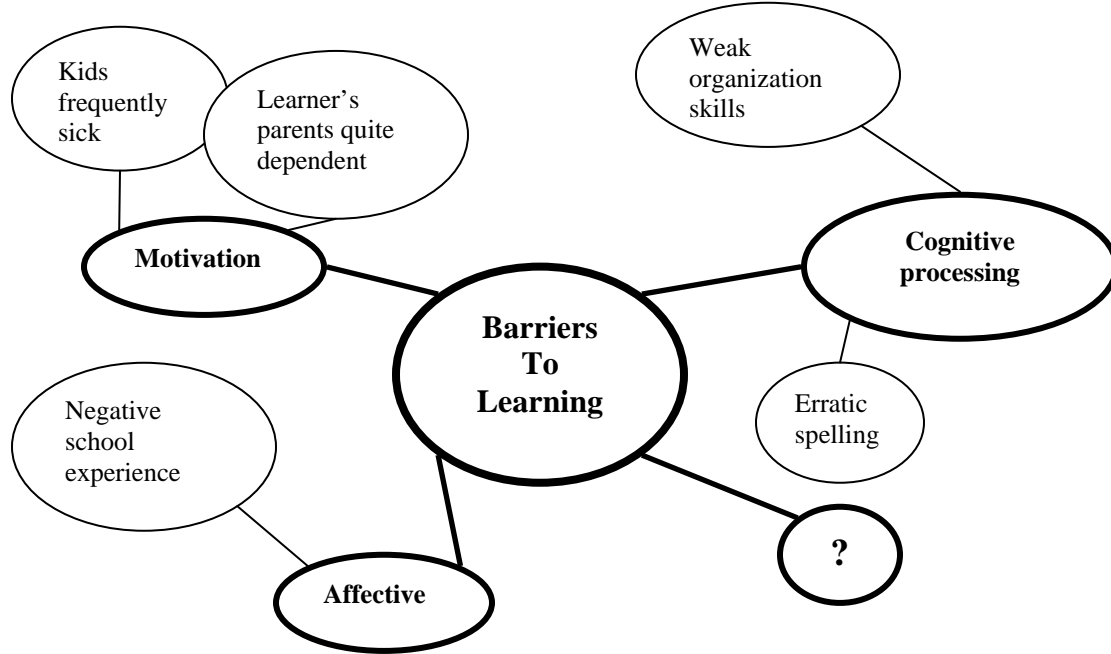 Kids
frequently
sick
Learner’s
parents quite
dependent
Weak
organization
skills
Motivation
Cognitive
processing
Barriers
To
Learning
Negative
school
experience
Erratic
spelling
Affective
?